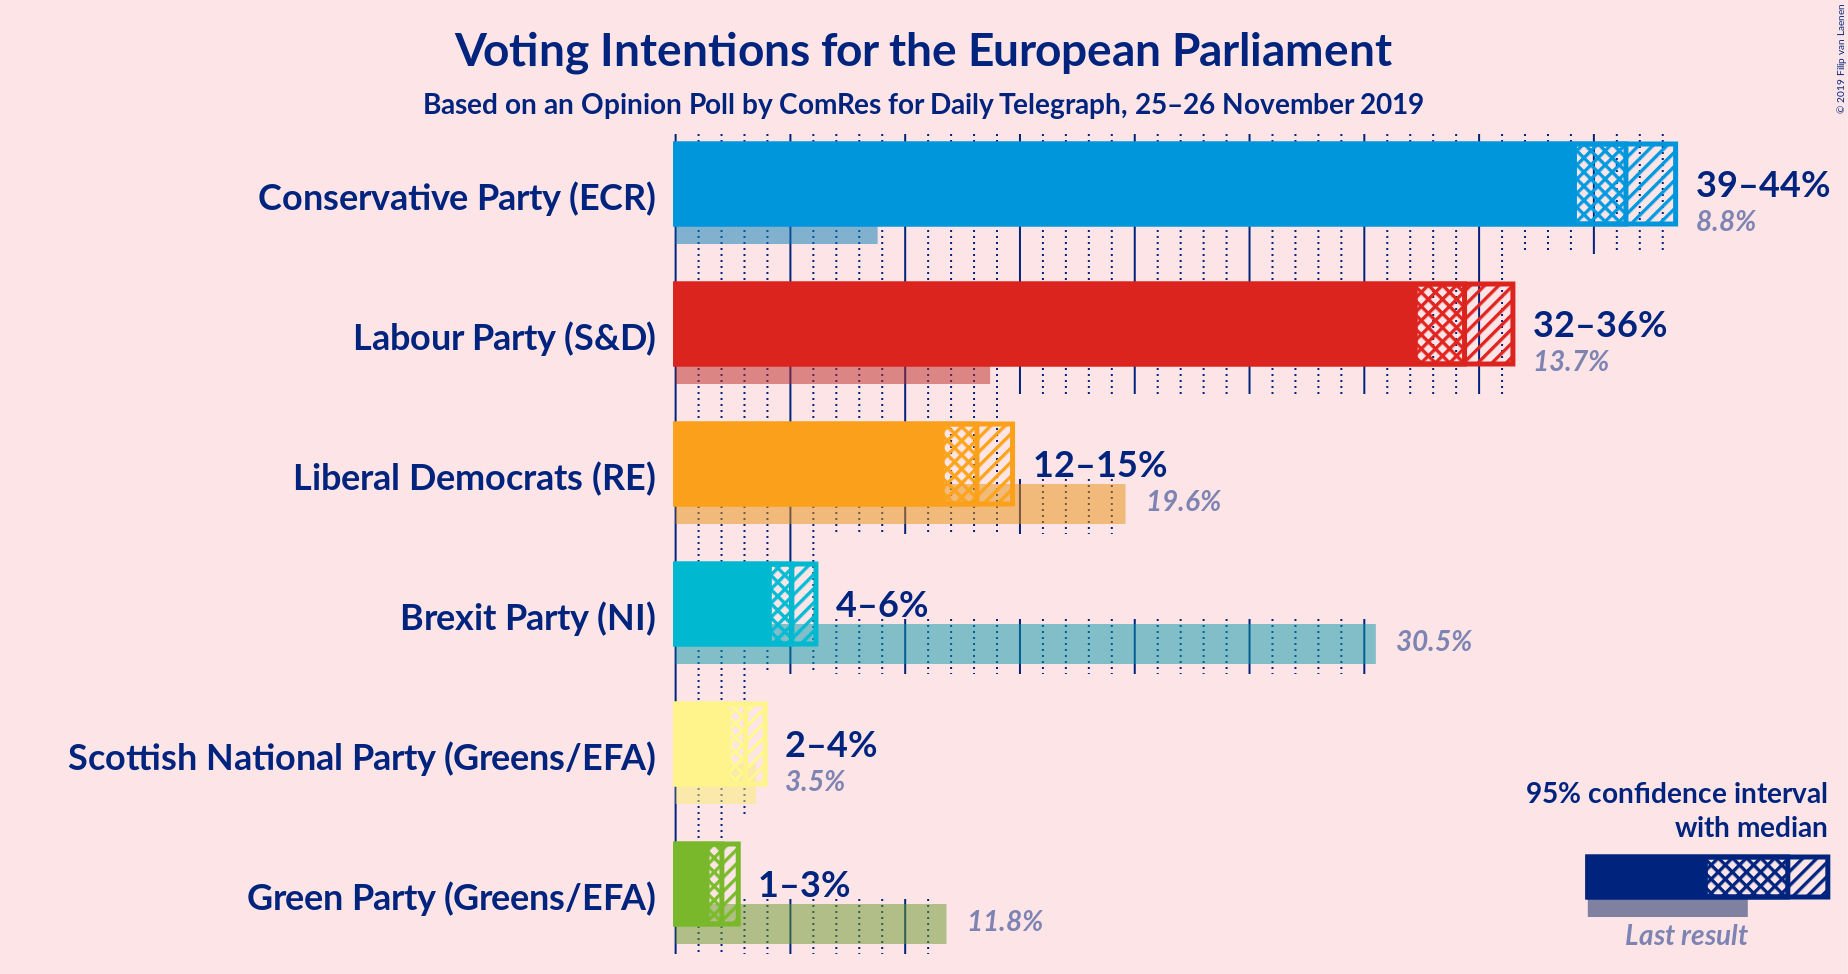 Voting Intentions for the European Parliament
Based on an Opinion Poll by ComRes for Daily Telegraph, 25–26 November 2019
© 2019 Filip van Laenen
Conservative Party (ECR)
39–44%
8.8%
Labour Party (S&D)
32–36%
13.7%
Liberal Democrats (RE)
12–15%
19.6%
Brexit Party (NI)
4–6%
30.5%
Scottish National Party (Greens/EFA)
2–4%
3.5%
Green Party (Greens/EFA)
1–3%
11.8%
95% confidence interval
with median
Last result